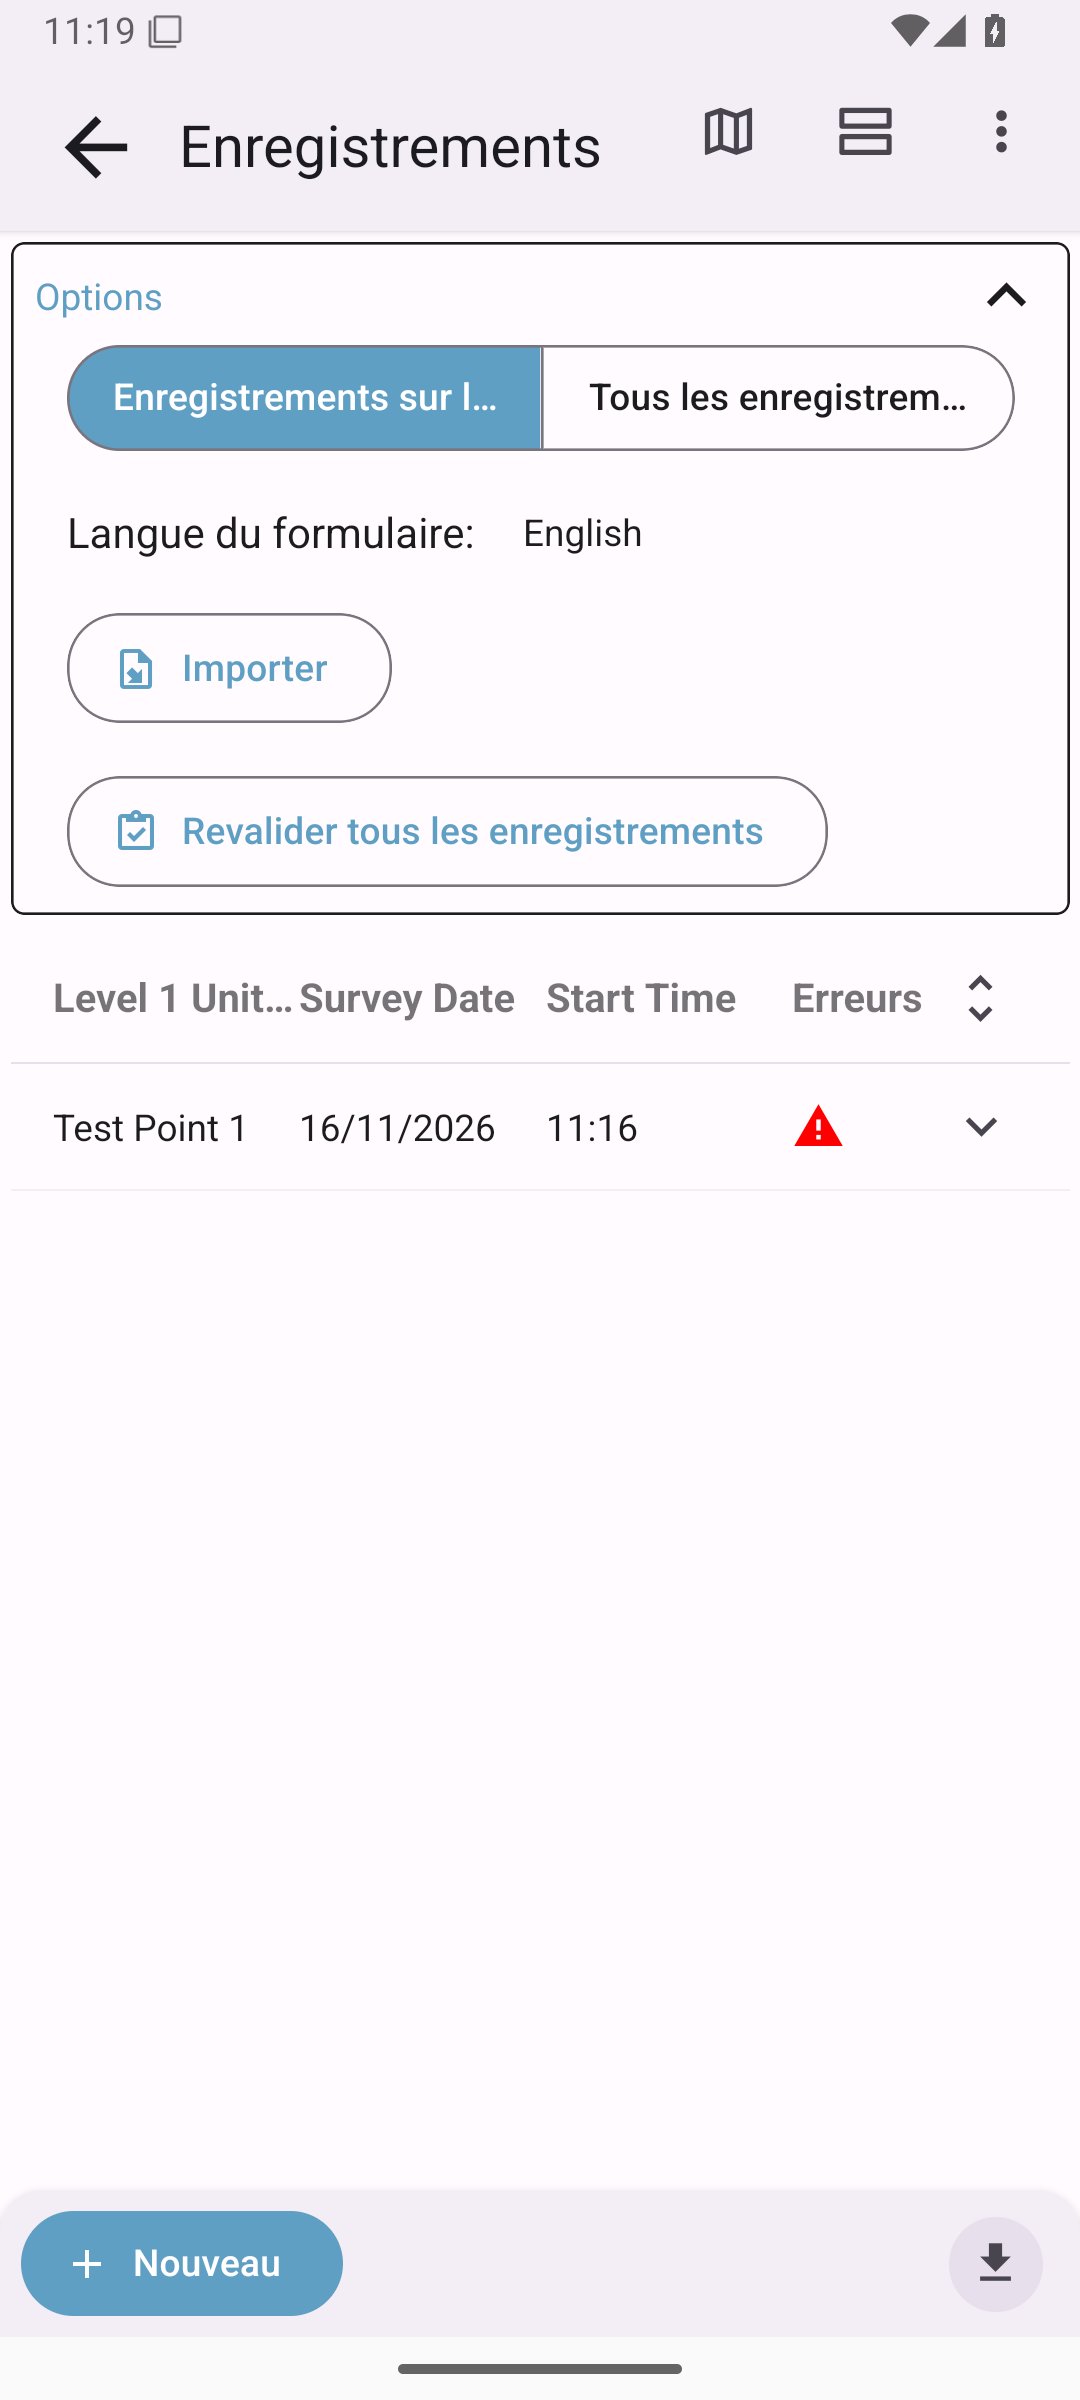 11:19
Enregistrements
Options
Enregistrements sur l...
Tous les enregistrem...
Langue du formulaire: English
Importer
Revalider tous les enregistrements
Level 1 Unit... Survey Date Start Time Erreurs
Test Point 1 16/11/2026 11:16
Nouveau